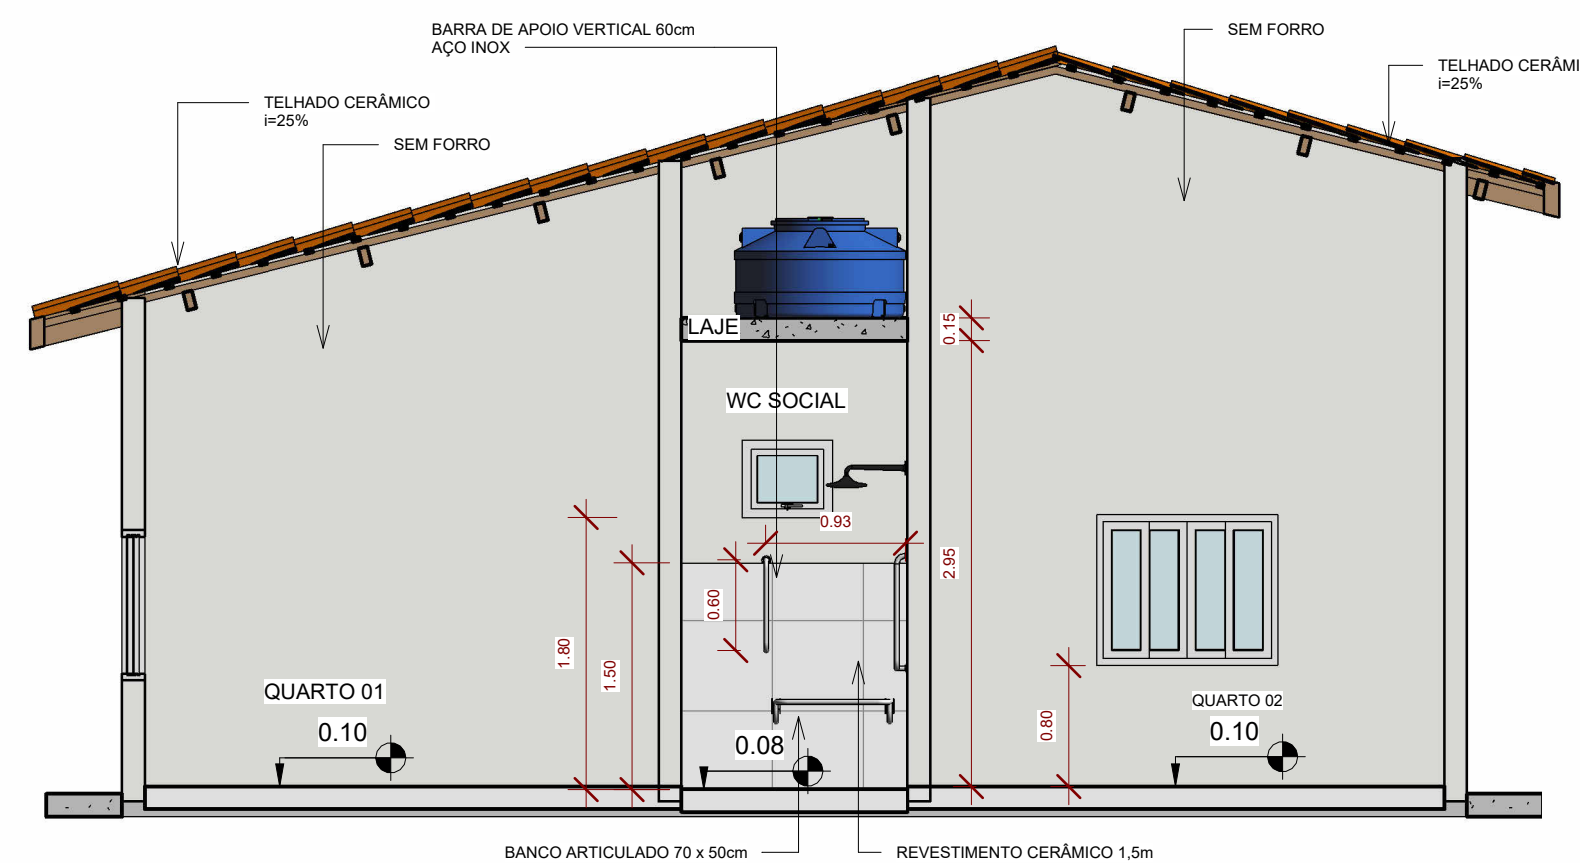 BARRA DE APOIO VERTICAL 60cm
AÇO INOX
SEM FORRO
TELHADO CERÂMI
i=25%
TELHADO CERÂMICO
i=25%
SEM FORRO
LAJE
0.15
WC SOCIAL
0.93
2.95
0.60
1.80
1.50
QUARTO 01
0.10
0.08
0.80
QUARTO 02
0.10
BANCO ARTICULADO 70 x 50cm
REVESTIMENTO CERÂMICO 1,5m